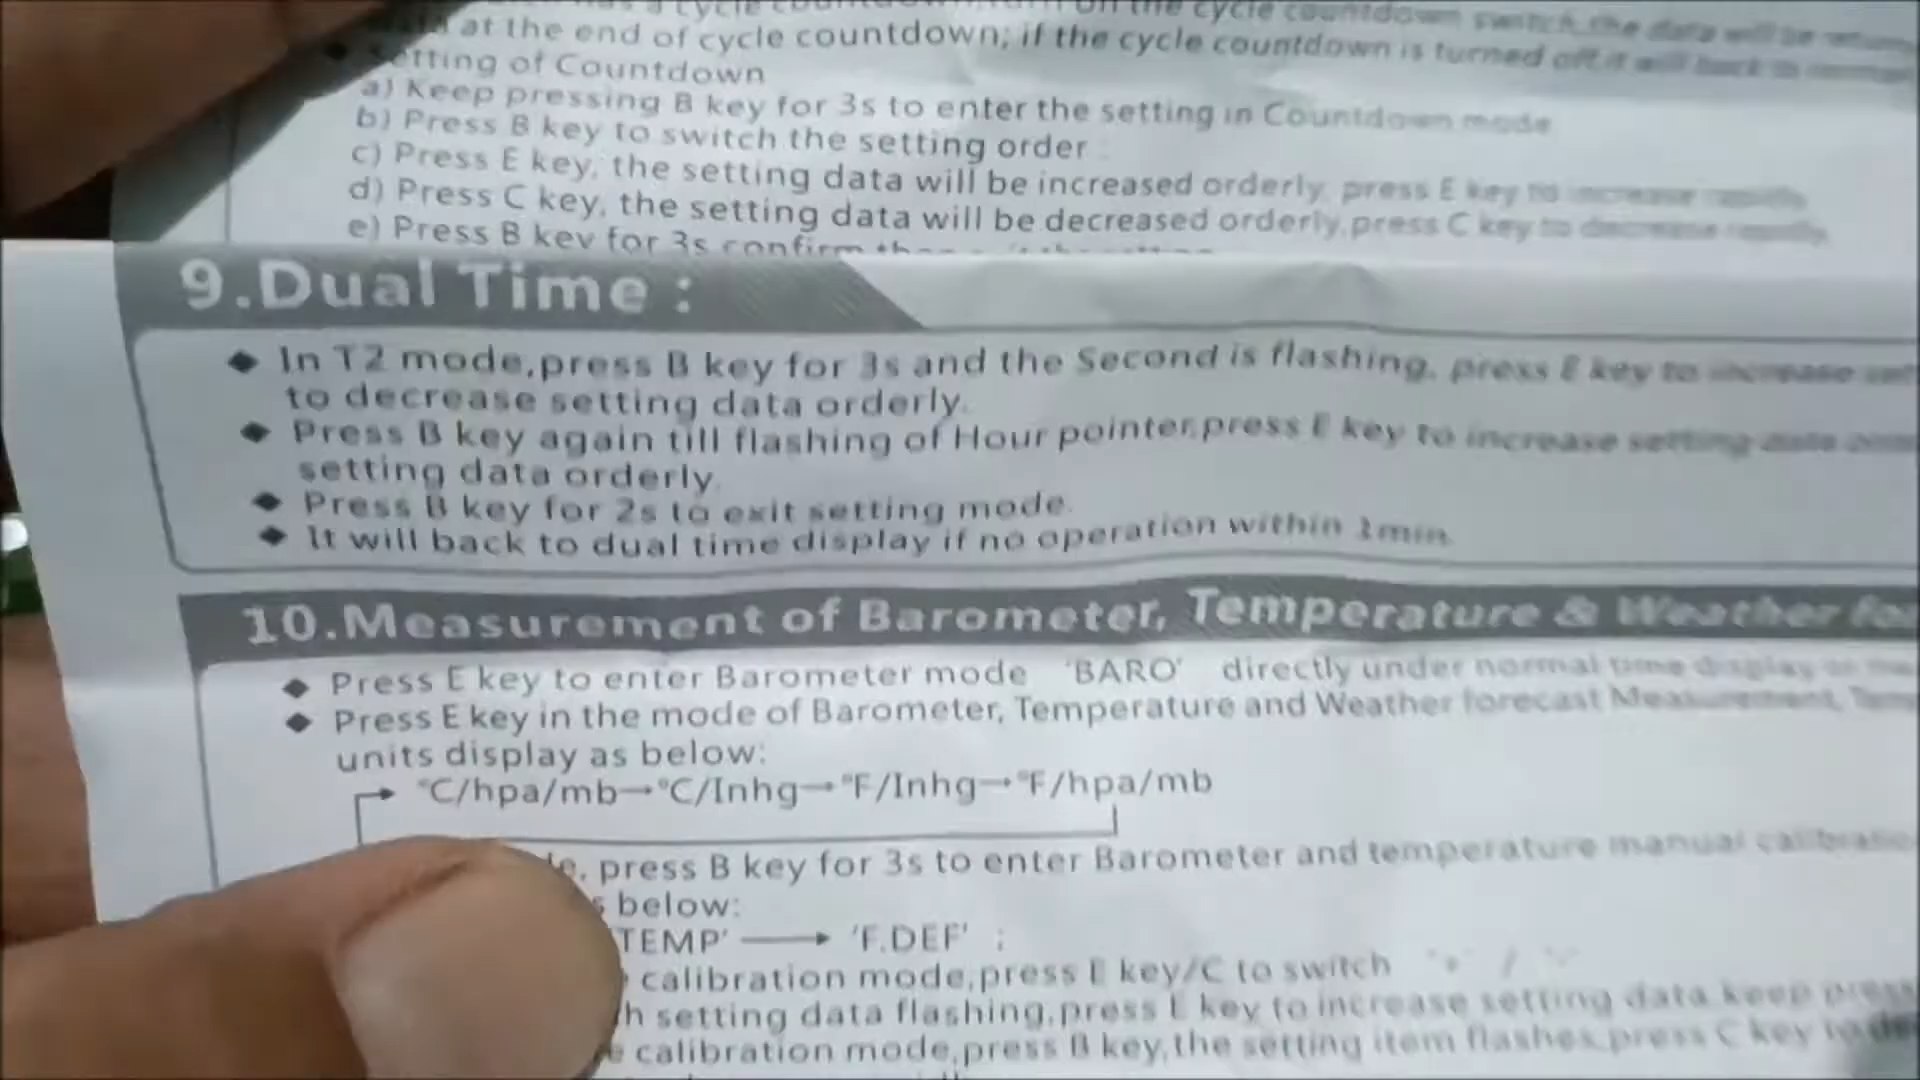 at the end of cycle countdown; if the cycle countdown is turned off,it will back to
etting of Countdown
a) Keep pressing B key for 3s to enter the setting in Countdown mode
b) Press B key to switch the setting order
c) Press E key, the setting data will be increased orderly, press E key to increase rapidly
d) Press C key, the setting data will be decreased orderly,press C key to decrease rapidly,
e) Press B key for 3s confirm
9.Dual Time :
◆ In T2 mode,press B key for 3s and the Second is flashing, press E key to increase
to decrease setting data orderly.
◆ Press B key again till flashing of Hour pointer,press E key to increase setting data
setting data orderly.
◆ Press B key for 2s to exit setting mode.
◆ It will back to dual time display if no operation within 1min.
10.Measurement of Barometer, Temperature & Weather for
◆ Press E key to enter Barometer mode 'BARO' directly under normal time display
◆ Press E key in the mode of Barometer, Temperature and Weather forecast Measurement,
units display as below:
℃/hpa/mb→℃/Inhg→℉/Inhg→℉/hpa/mb
press B key for 3s to enter Barometer and temperature manual
below:
TEMP' → 'F.DEF' ;
calibration mode,press E key/C to switch
setting data flashing,press E key to increase setting data,keep
calibration mode,press B key,the setting item flashes,press C key to